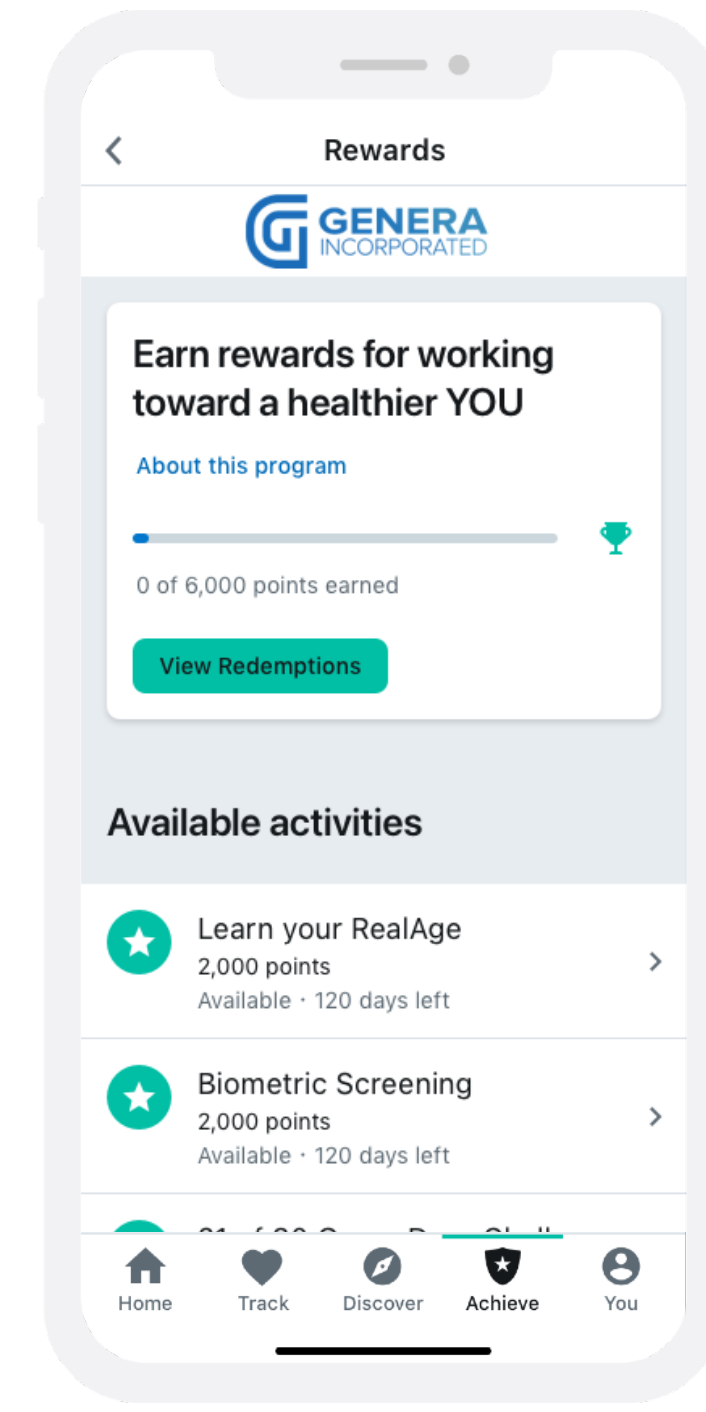 Rewards
GENERA
INCORPORATED
Earn rewards for working
toward a healthier YOU
About this program
0 of 6,000 points earned
View Redemptions
Available activities
Learn your RealAge
2,000 points
Available · 120 days left
Biometric Screening
2,000 points
Available · 120 days left
Home
Track
Discover
Achieve
You